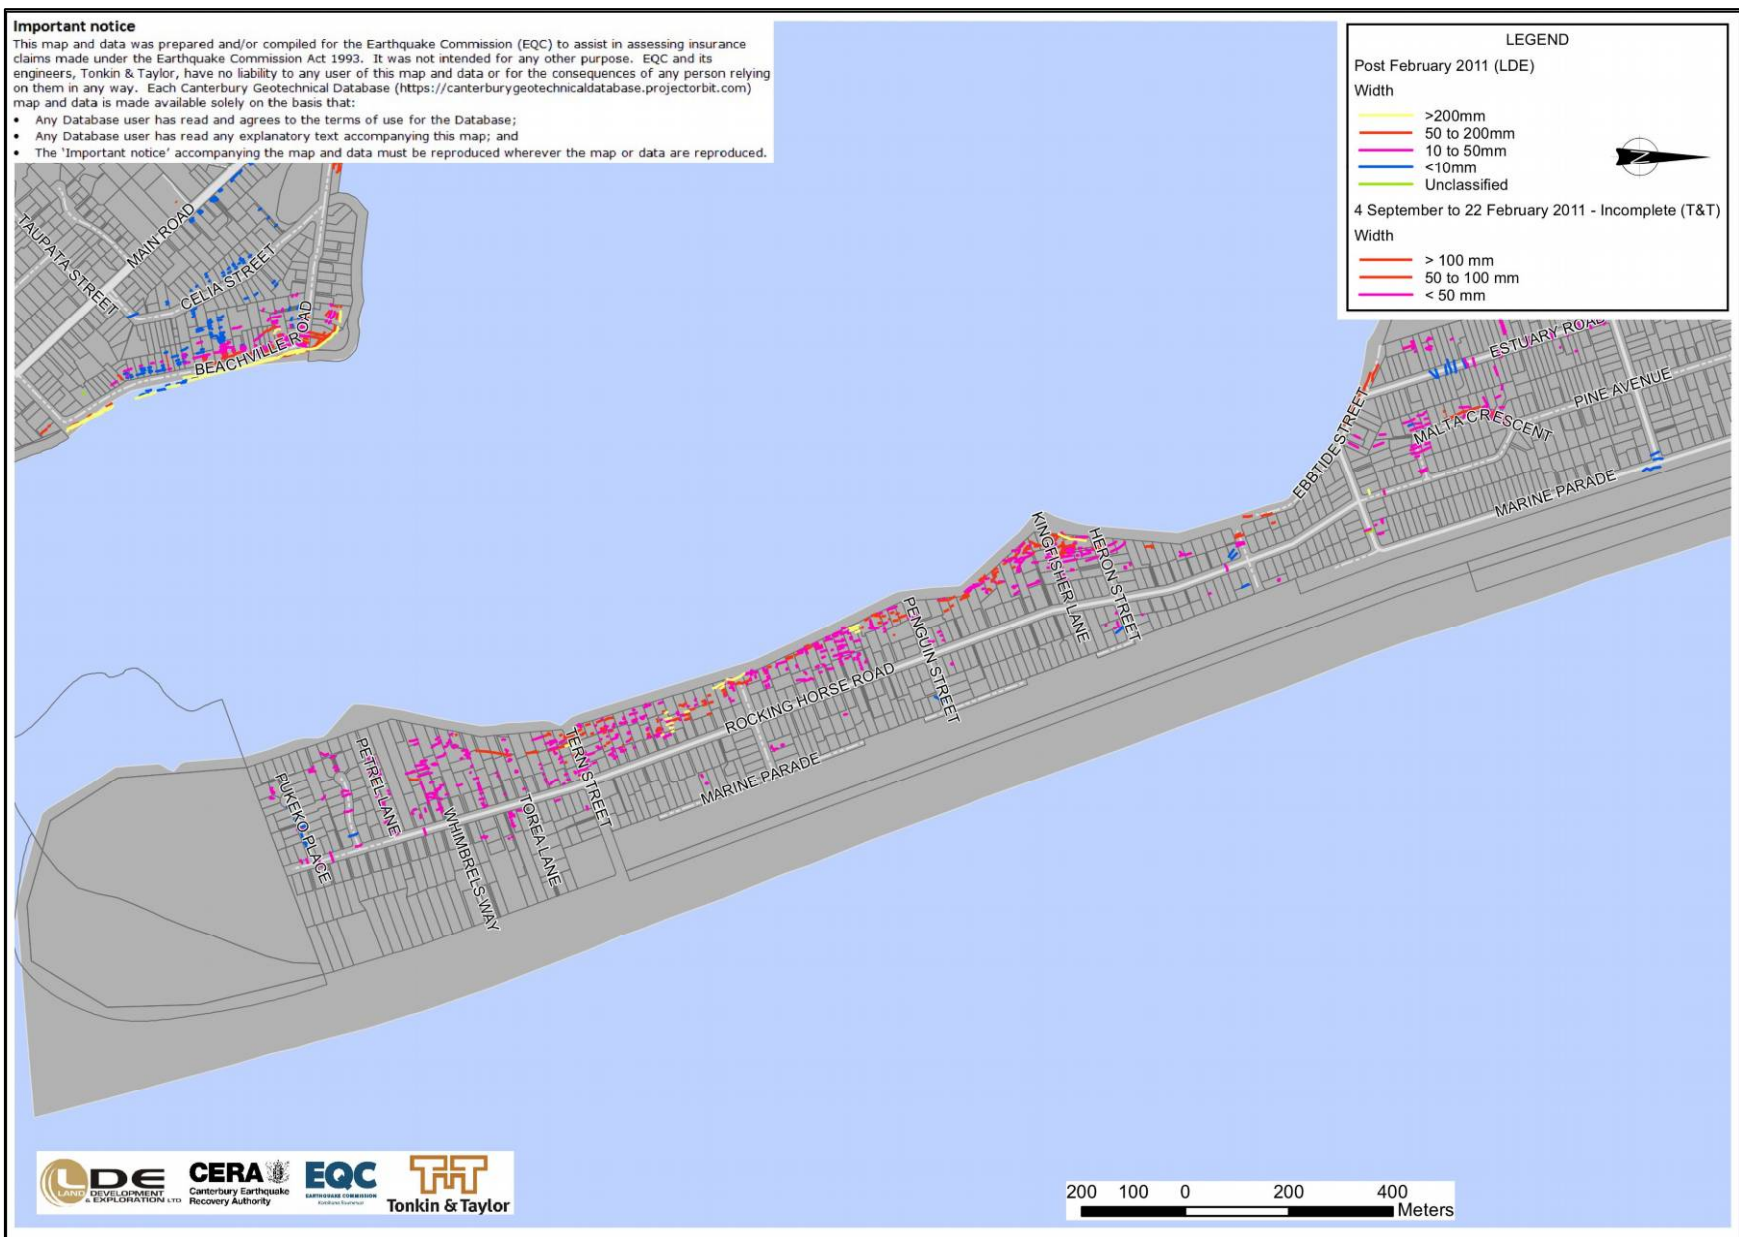 Important notice
This map and data was prepared and/or compiled for the Earthquake Commission (EQC) to assist in assessing insurance
claims made under the Earthquake Commission Act 1993. It was not intended for any other purpose. EQC and its
engineers, Tonkin & Taylor, have no liability to any user of this map and data or for the consequences of any person relying
on them in any way. Each Canterbury Geotechnical Database (https://canterburygeotechnicaldatabase.projectorbit.com)
map and data is made available solely on the basis that:
• Any Database user has read and agrees to the terms of use for the Database;
• Any Database user has read any explanatory text accompanying this map; and
• The 'Important notice' accompanying the map and data must be reproduced wherever the map or data are reproduced.
LEGEND
Post February 2011 (LDE)
Width
>200mm
50 to 200mm
10 to 50mm
<10mm
Unclassified
4 September to 22 February 2011 - Incomplete (T&T)
Width
> 100 mm
50 to 100 mm
< 50 mm
N
TAUPATA STREET
MAIN ROAD
CELIA STREET
BEACHVILLE ROAD
ESTUARY ROAD
PINE AVENUE
MALTA CRESCENT
EBBTIDE STREET
MARINE PARADE
KINGFISHER LANE
HERON STREET
PENGUIN STREET
ROCKING HORSE ROAD
MARINE PARADE
TERN STREET
PETREL LANE
PUKEKO PLACE
WHIMBRELS WAY
TOREA LANE
LDE
LAND DEVELOPMENT
& EXPLORATION LTD
CERA
Canterbury Earthquake
Recovery Authority
EQC
EARTHQUAKE COMMISSION
T+T
Tonkin & Taylor
200 100 0 200 400
Meters